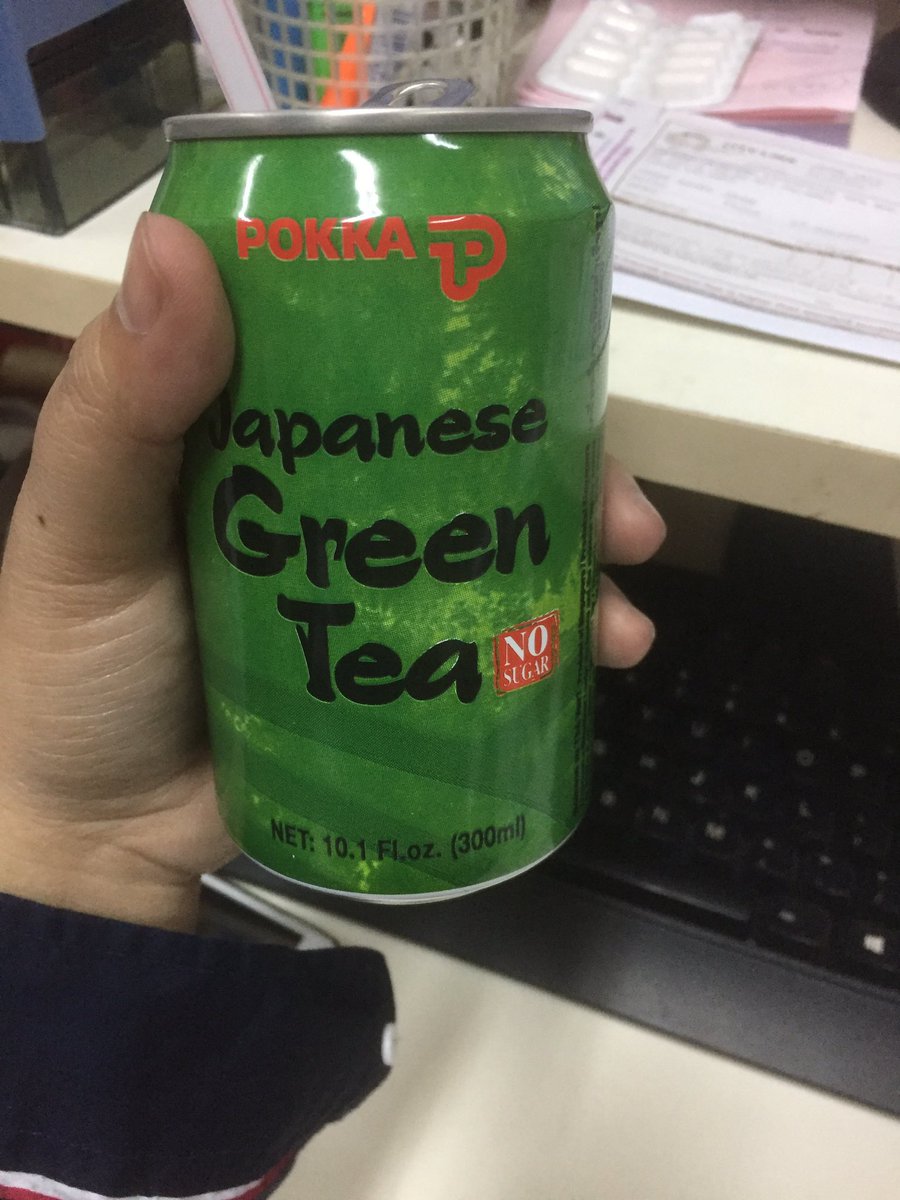 POKKA
Japanese
Green
Tea
NO
SUGAR
NET: 10.1 Fl.oz. (300ml)